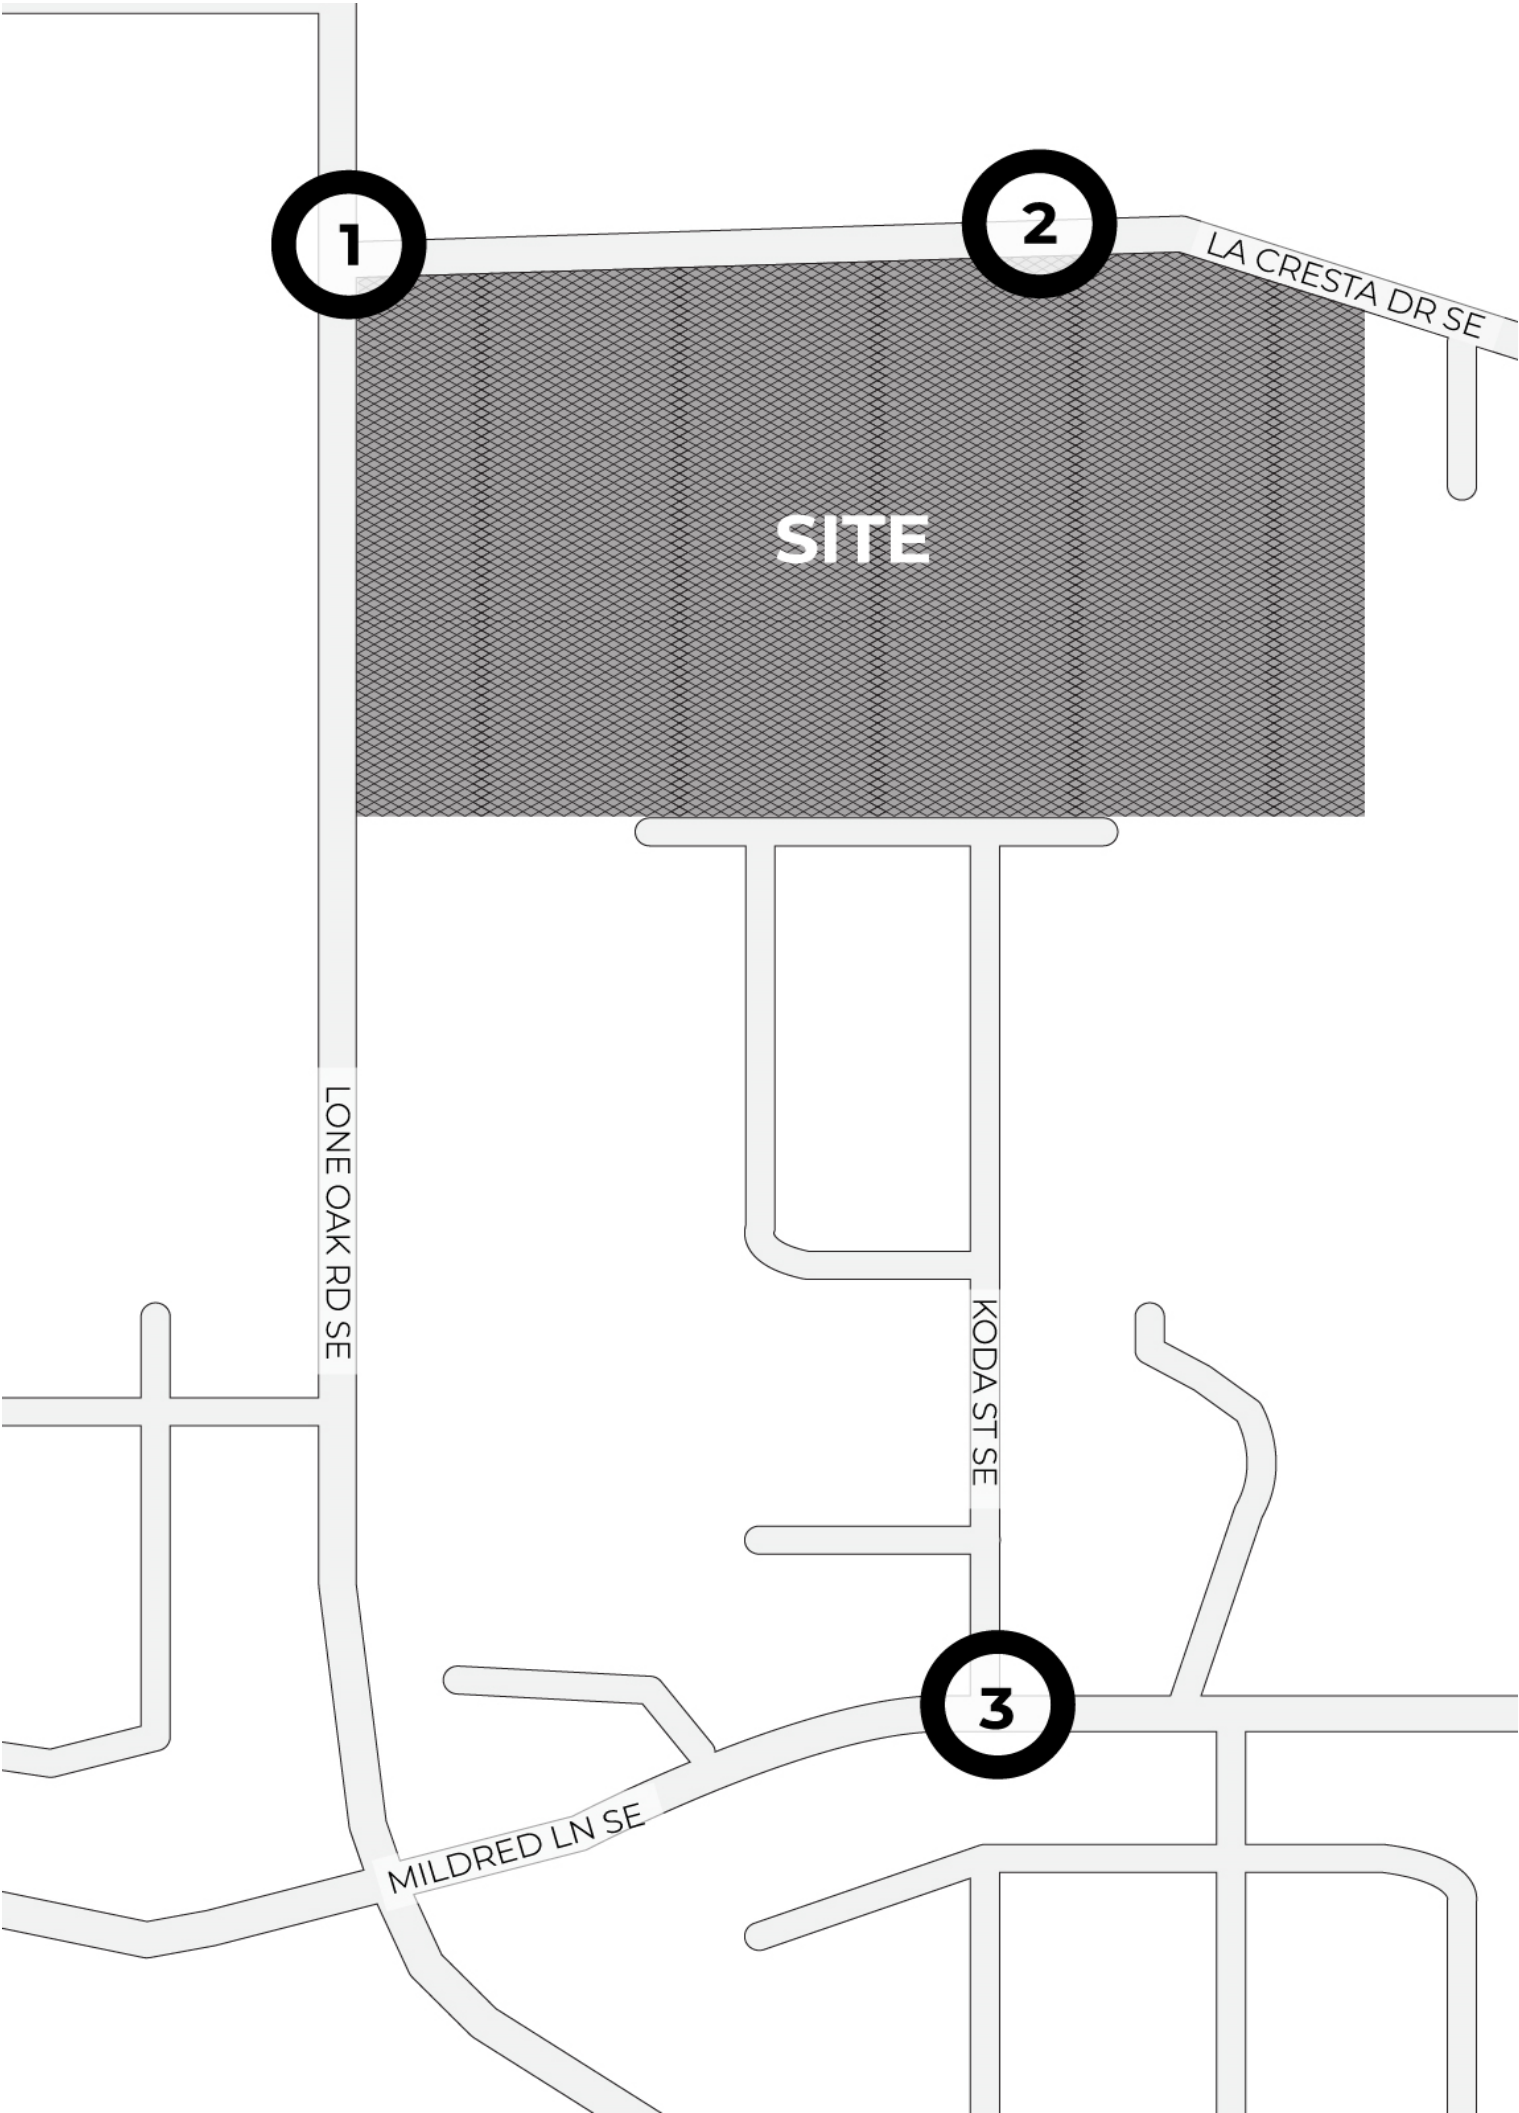 1
2
LA CRESTA DR SE
SITE
LONE OAK RD SE
KODA ST SE
3
MILDRED LN SE